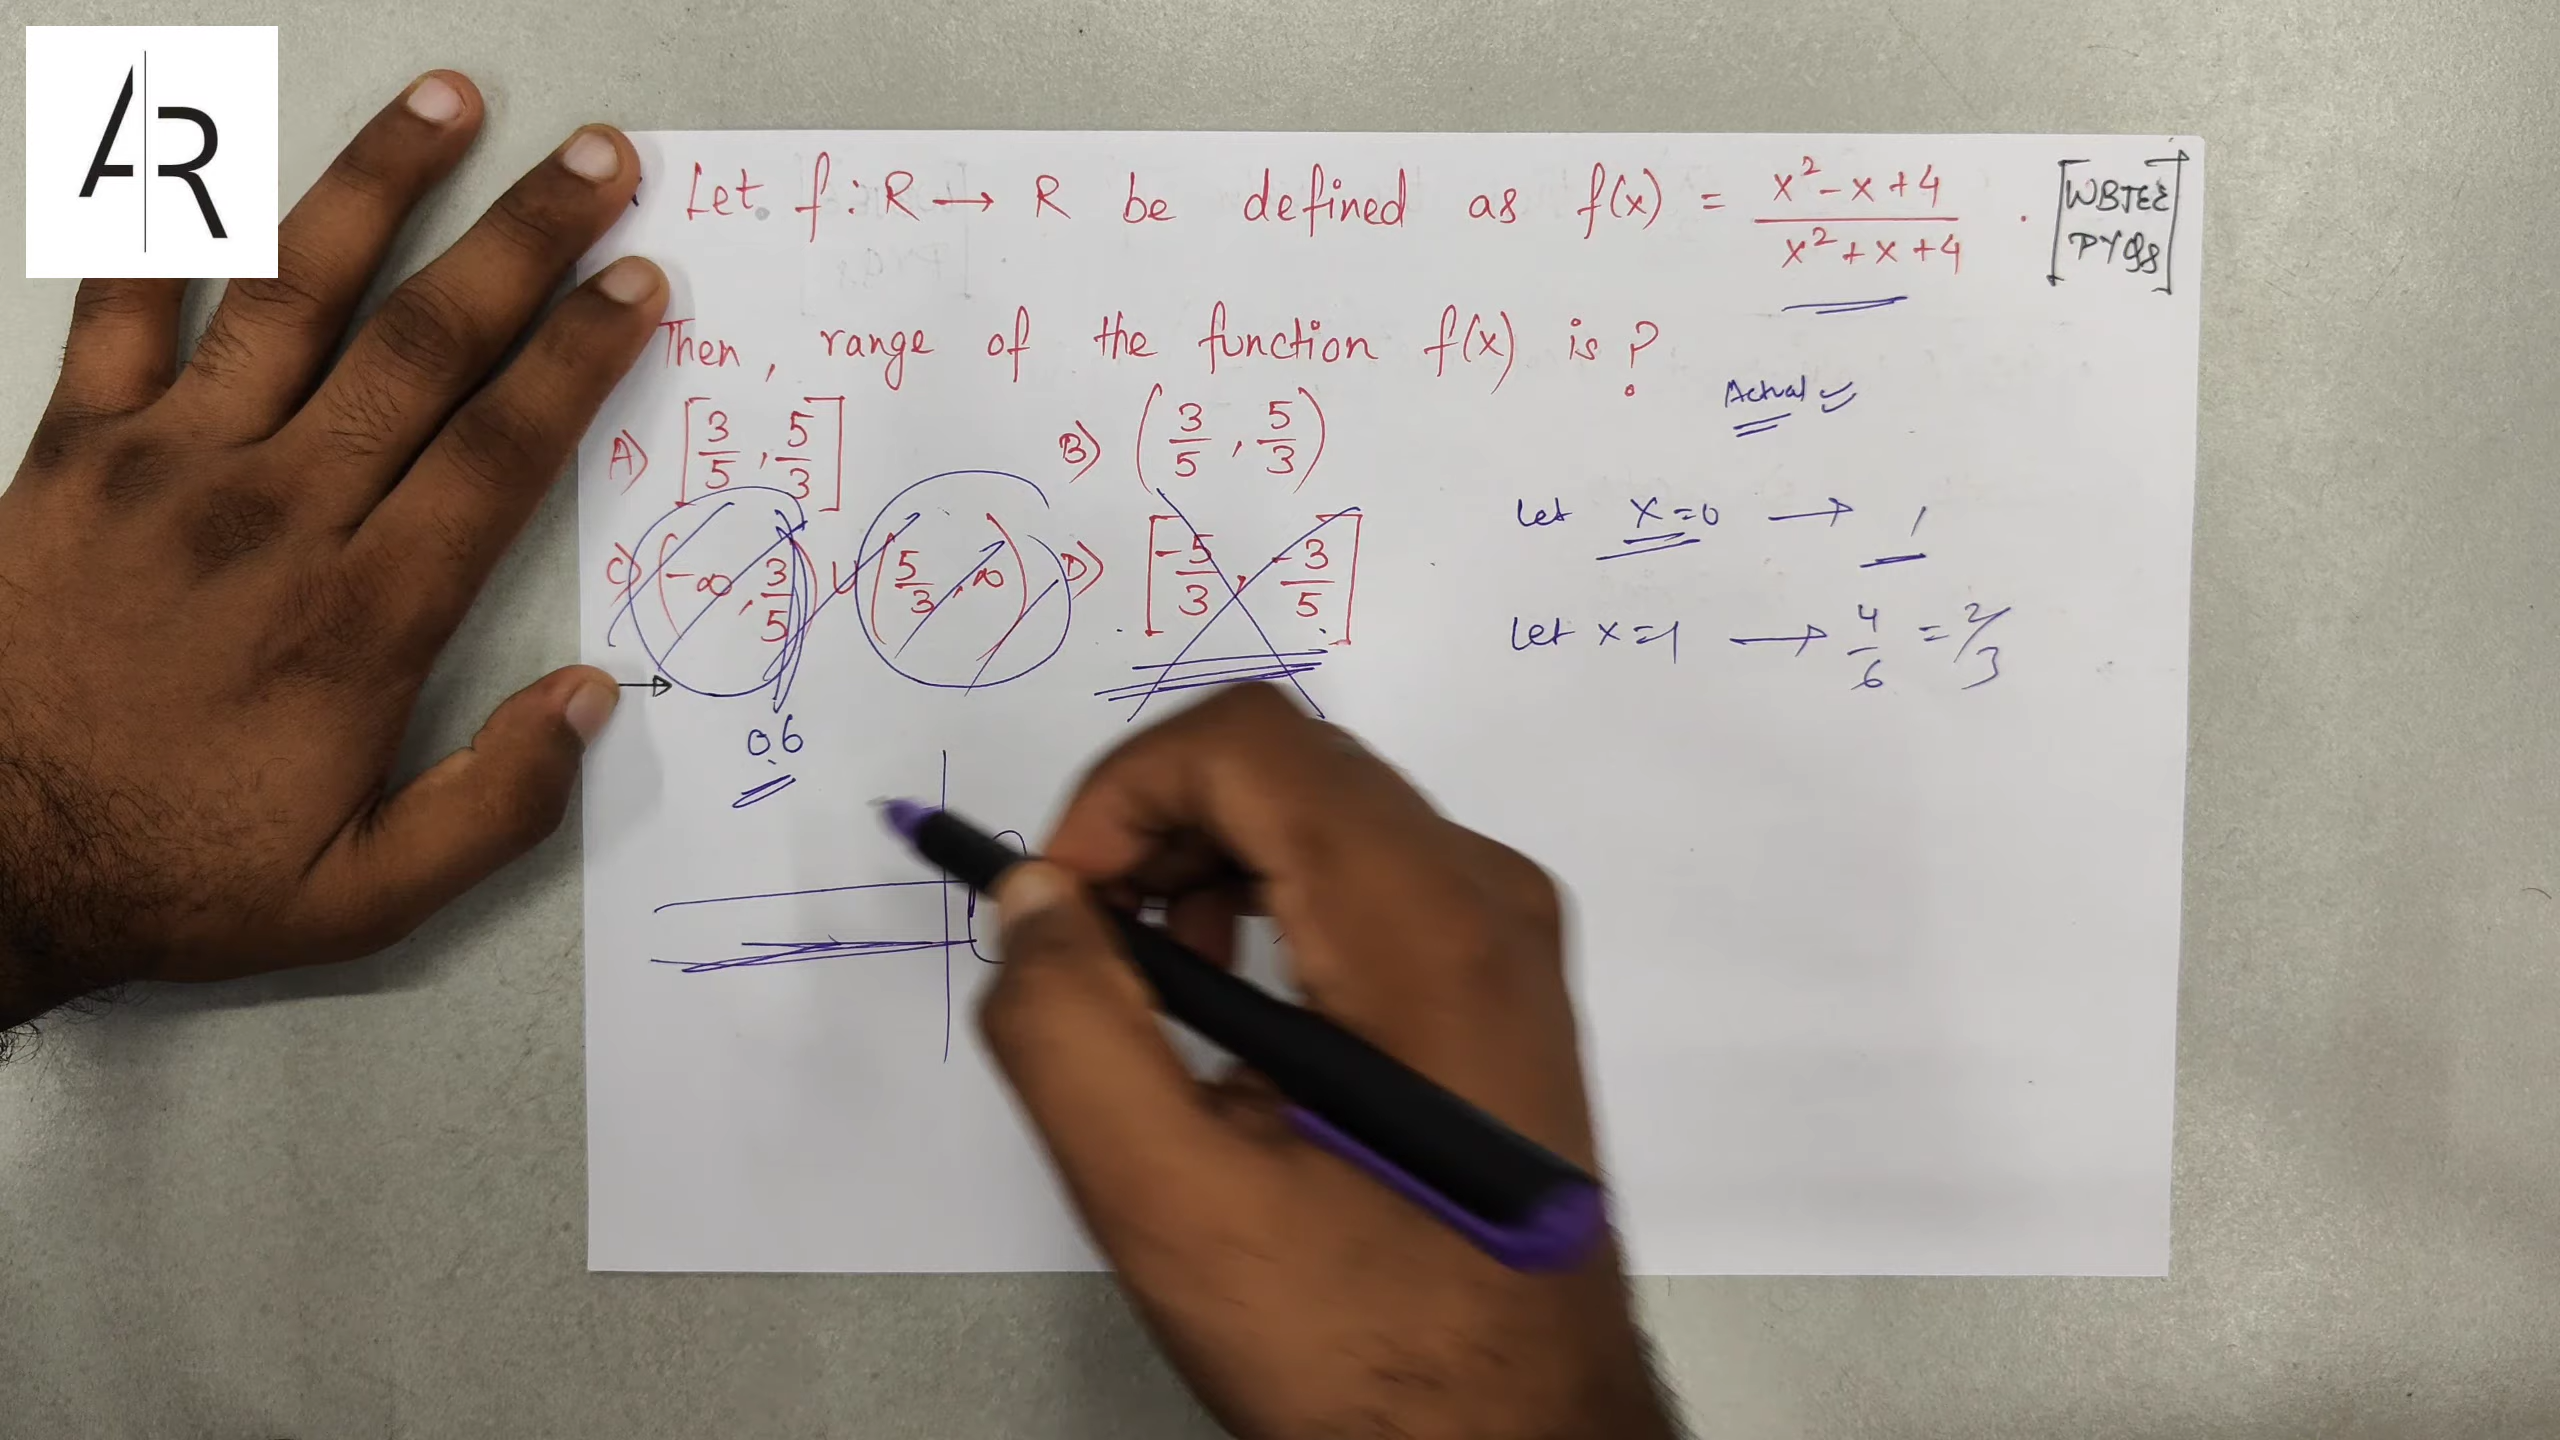 AR
Let f : R → R be defined as f(x) = x² - x + 4 / x² + x + 4 .
[WBJEE PYQs]
Then, range of the function f(x) is ?
Actual
A) [3/5, 5/3]
B) (3/5, 5/3)
C) (-∞, 3/5) ∪ (5/3, ∞)
D) [-5/3, -3/5]
Let x=0 → 1
Let x=1 → 4/6 = 2/3
0.6